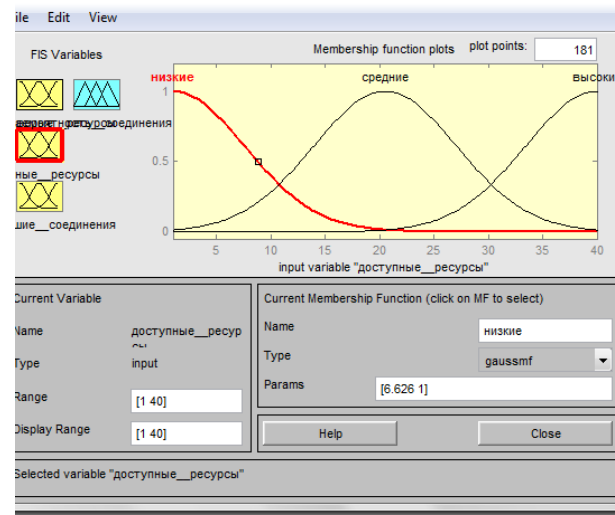 ile Edit View
FIS Variables
Membership function plots plot points: 181
низкие средние высоки
1
0.5
0
ресурсы единения
ные__ресурсы
шие__соединения
5 10 15 20 25 30 35 40
input variable "доступные__ресурсы"
Current Variable
Name доступные__ресур
сы
Type input
Range [1 40]
Display Range [1 40]
Current Membership Function (click on MF to select)
Name низкие
Type gaussmf
Params [6.626 1]
Help Close
Selected variable "доступные__ресурсы"